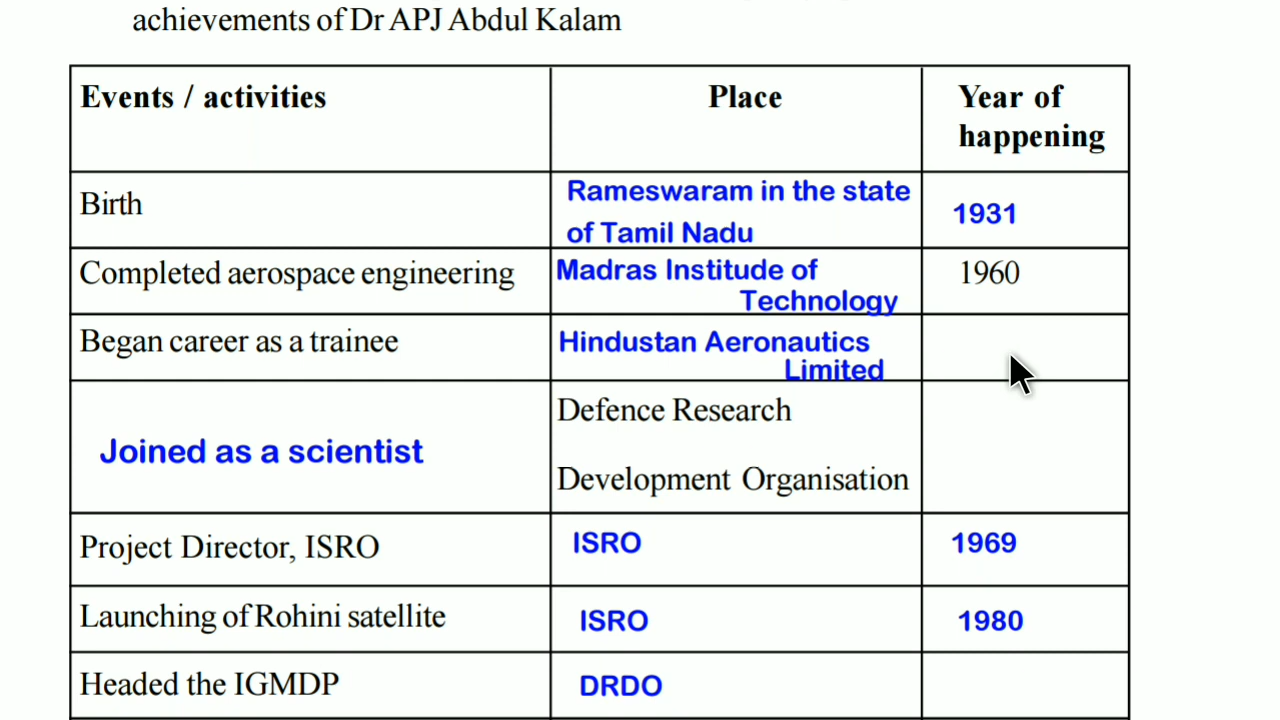 achievements of Dr APJ Abdul Kalam
Events / activities
Place
Year of
happening
Birth
Rameswaram in the state
of Tamil Nadu
1931
Completed aerospace engineering
Madras Institude of
Technology
1960
Began career as a trainee
Hindustan Aeronautics
Limited
Joined as a scientist
Defence Research
Development Organisation
Project Director, ISRO
ISRO
1969
Launching of Rohini satellite
ISRO
1980
Headed the IGMDP
DRDO